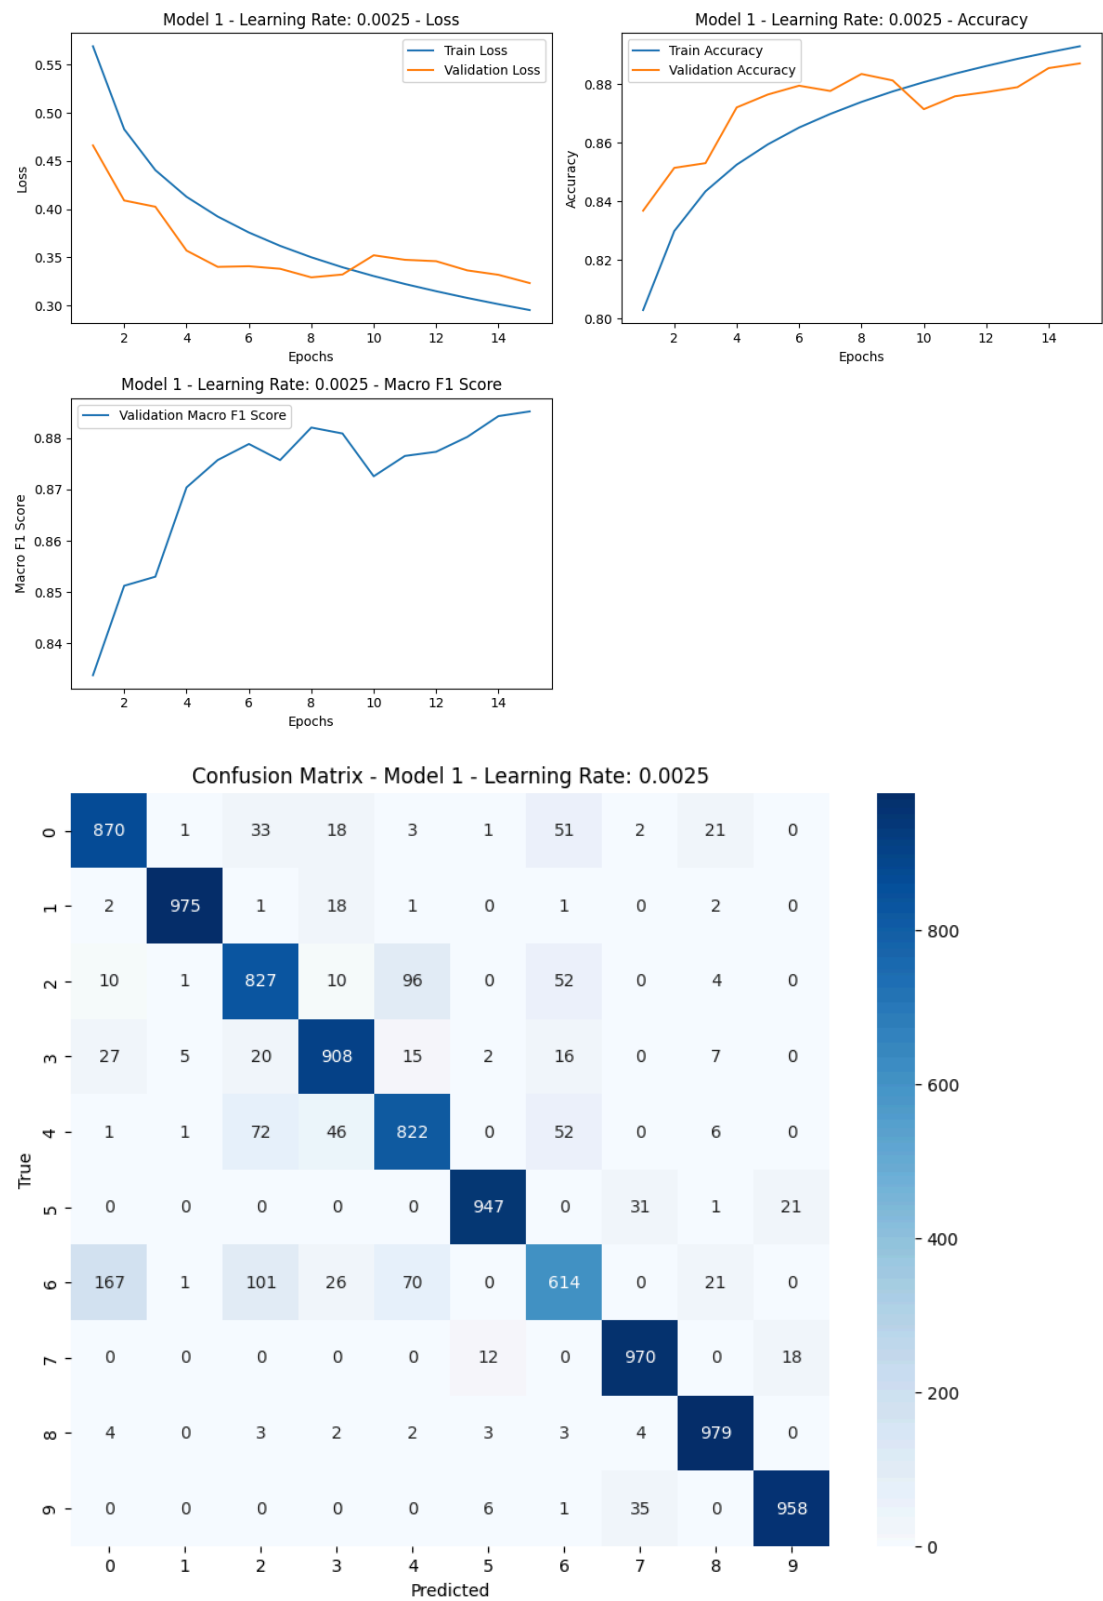 Model 1 - Learning Rate: 0.0025 - Loss
Train Loss
Validation Loss
Loss
0.55
0.50
0.45
0.40
0.35
0.30
2 4 6 8 10 12 14
Epochs
Model 1 - Learning Rate: 0.0025 - Accuracy
Train Accuracy
Validation Accuracy
Accuracy
0.88
0.86
0.84
0.82
0.80
2 4 6 8 10 12 14
Epochs
Model 1 - Learning Rate: 0.0025 - Macro F1 Score
Validation Macro F1 Score
Macro F1 Score
0.88
0.87
0.86
0.85
0.84
2 4 6 8 10 12 14
Epochs
Confusion Matrix - Model 1 - Learning Rate: 0.0025
True
0 870 1 33 18 3 1 51 2 21 0
1 2 975 1 18 1 0 1 0 2 0
2 10 1 827 10 96 0 52 0 4 0
3 27 5 20 908 15 2 16 0 7 0
4 1 1 72 46 822 0 52 0 6 0
5 0 0 0 0 0 947 0 31 1 21
6 167 1 101 26 70 0 614 0 21 0
7 0 0 0 0 0 12 0 970 0 18
8 4 0 3 2 2 3 3 4 979 0
9 0 0 0 0 0 6 1 35 0 958
0 1 2 3 4 5 6 7 8 9
Predicted
800
600
400
200
0